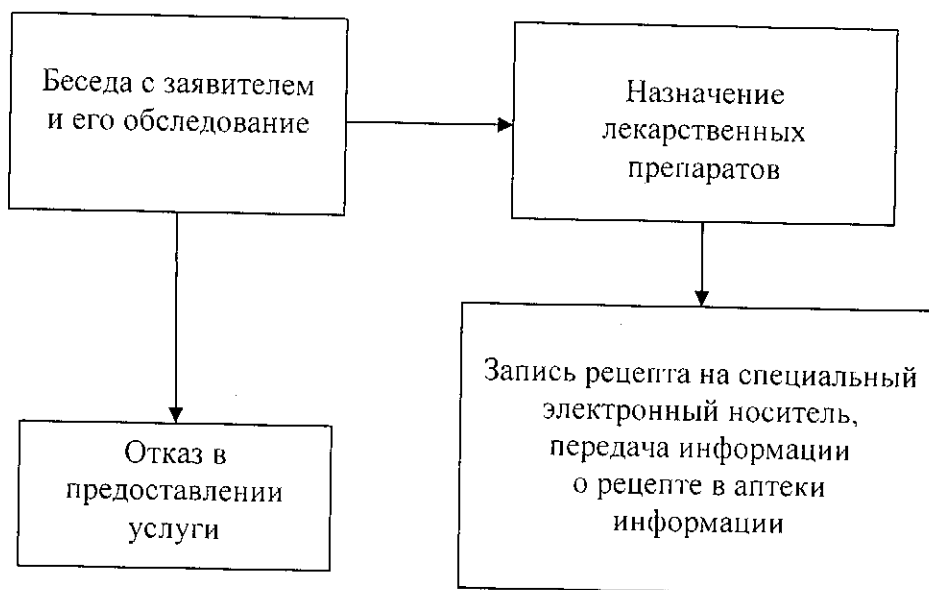 Беседа с заявителем
и его обследование
Назначение
лекарственных
препаратов
Отказ в
предоставлении
услуги
Запись рецепта на специальный
электронный носитель,
передача информации
о рецепте в аптеки
информации